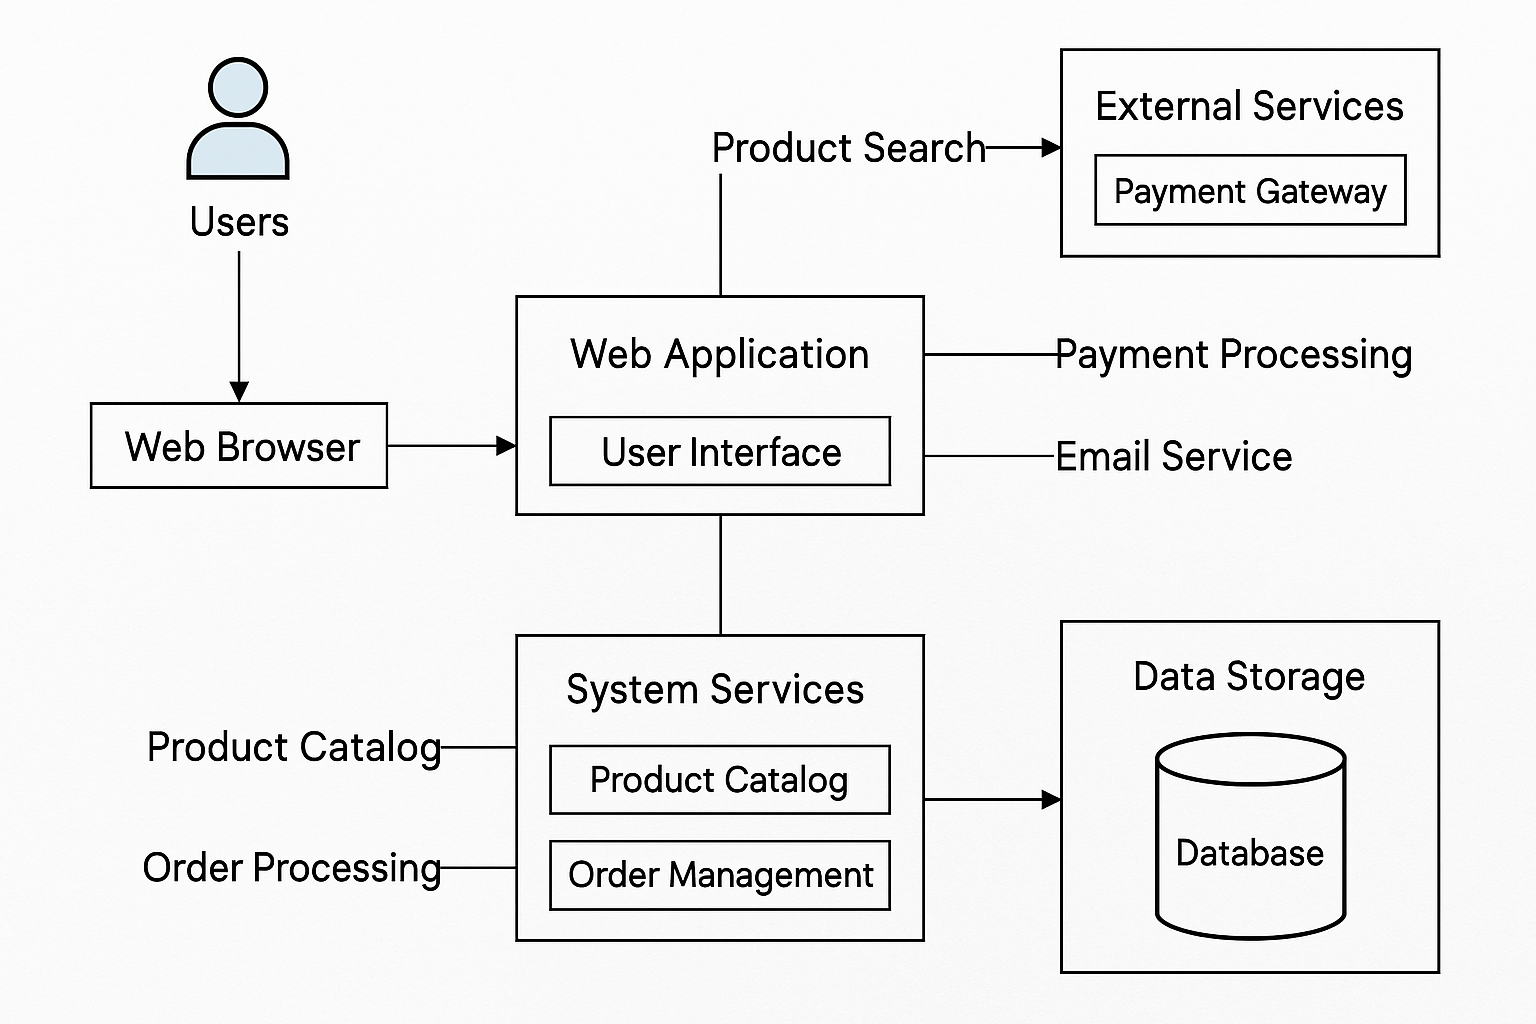 Users
Web Browser
Product Search
External Services
Payment Gateway
Web Application
User Interface
Payment Processing
Email Service
System Services
Product Catalog
Order Management
Product Catalog
Order Processing
Data Storage
Database